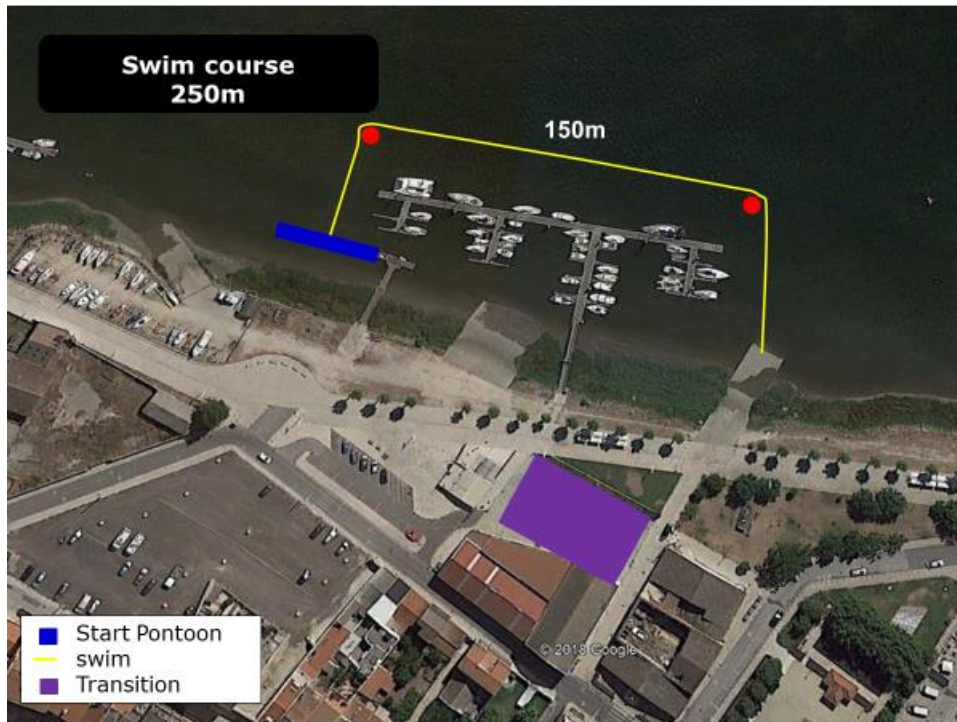 Swim course
250m
150m
© 2018 Google
Start Pontoon
swim
Transition